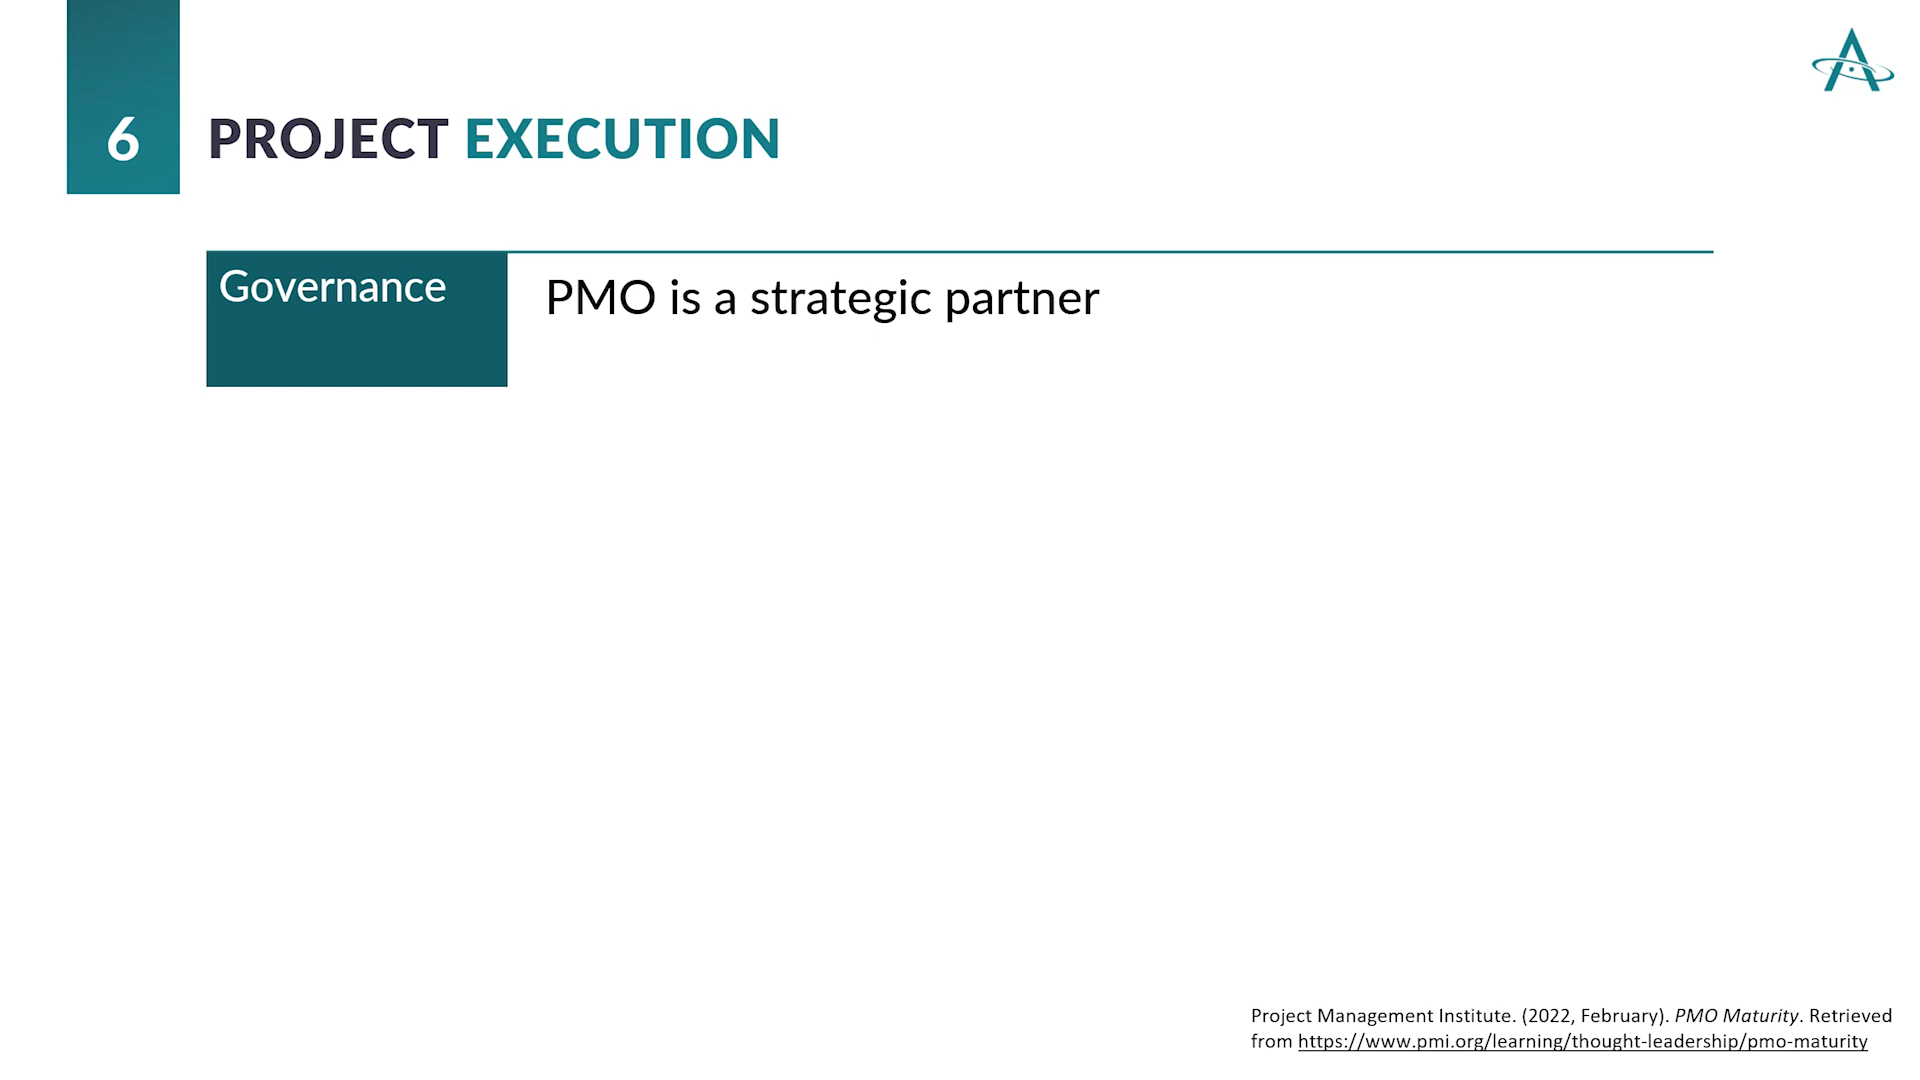 6
PROJECT EXECUTION
Governance
PMO is a strategic partner
Project Management Institute. (2022, February). PMO Maturity. Retrieved
from https://www.pmi.org/learning/thought-leadership/pmo-maturity